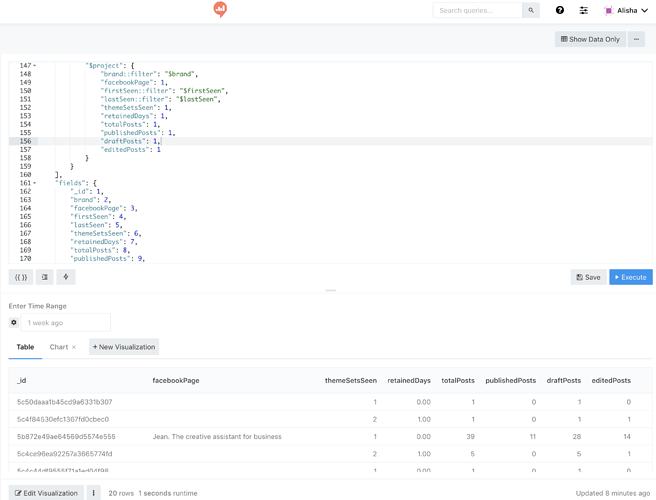 Search queries...
Alisha
Show Data Only
147 "$project": {
148 "brand::filter": "$brand",
149 "facebookPage": 1,
150 "firstSeen::filter": "$firstSeen",
151 "lastSeen::filter": "$lastSeen",
152 "themeSetsSeen": 1,
153 "retainedDays": 1,
154 "totalPosts": 1,
155 "publishedPosts": 1,
156 "draftPosts": 1,
157 "editedPosts": 1
158 }
159 }
160 ],
161 "fields": {
162 "_id": 1,
163 "brand": 2,
164 "facebookPage": 3,
165 "firstSeen": 4,
166 "lastSeen": 5,
167 "themeSetsSeen": 6,
168 "retainedDays": 7,
169 "totalPosts": 8,
170 "publishedPosts": 9,
{{ }} Save Execute
Enter Time Range
1 week ago
Table Chart × + New Visualization
_id facebookPage themeSetsSeen retainedDays totalPosts publishedPosts draftPosts editedPosts
5c50daaa1b45cd9a6331b307 1 0.00 1 0 1 0
5c4f84530efc1367fd0cbec0 2 1.00 1 0 1 1
5b872e49ae64569d5574e555 Jean. The creative assistant for business 1 0.00 39 11 28 14
5c4ce96ea92257a3665774fd 2 1.00 5 0 5 1
1 0.00 1 0 1 0
Edit Visualization 20 rows 1 seconds runtime Updated 8 minutes ago